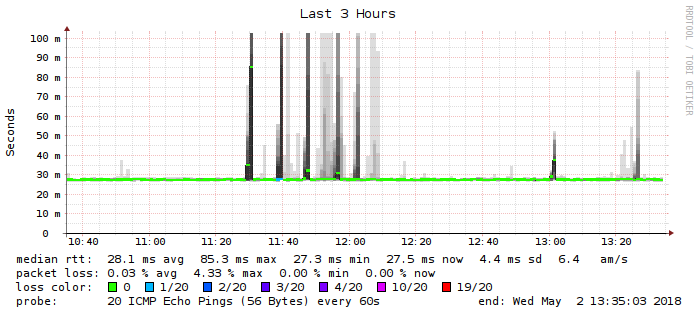 Last 3 Hours
RRDTOOL / TOBI OETIKER
Seconds
100 m
90 m
80 m
70 m
60 m
50 m
40 m
30 m
20 m
10 m
0
10:40 11:00 11:20 11:40 12:00 12:20 12:40 13:00 13:20
median rtt: 28.1 ms avg 85.3 ms max 27.3 ms min 27.5 ms now 4.4 ms sd 6.4 am/s
packet loss: 0.03 % avg 4.33 % max 0.00 % min 0.00 % now
loss color: 0 1/20 2/20 3/20 4/20 10/20 19/20
probe: 20 ICMP Echo Pings (56 Bytes) every 60s end: Wed May 2 13:35:03 2018